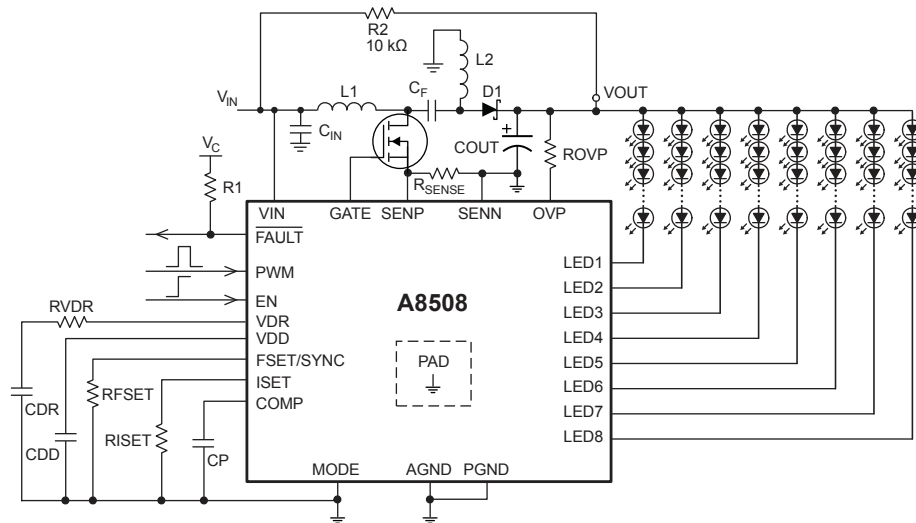 R2
10 kΩ
L2
VIN
L1
CF
D1
VOUT
CIN
COUT
ROVP
VC
R1
RSENSE
VIN
GATE
SENP
SENN
OVP
FAULT
PWM
EN
VDR
VDD
FSET/SYNC
ISET
COMP
A8508
PAD
LED1
LED2
LED3
LED4
LED5
LED6
LED7
LED8
RVDR
RFSET
CDR
RISET
CDD
CP
MODE
AGND
PGND
+